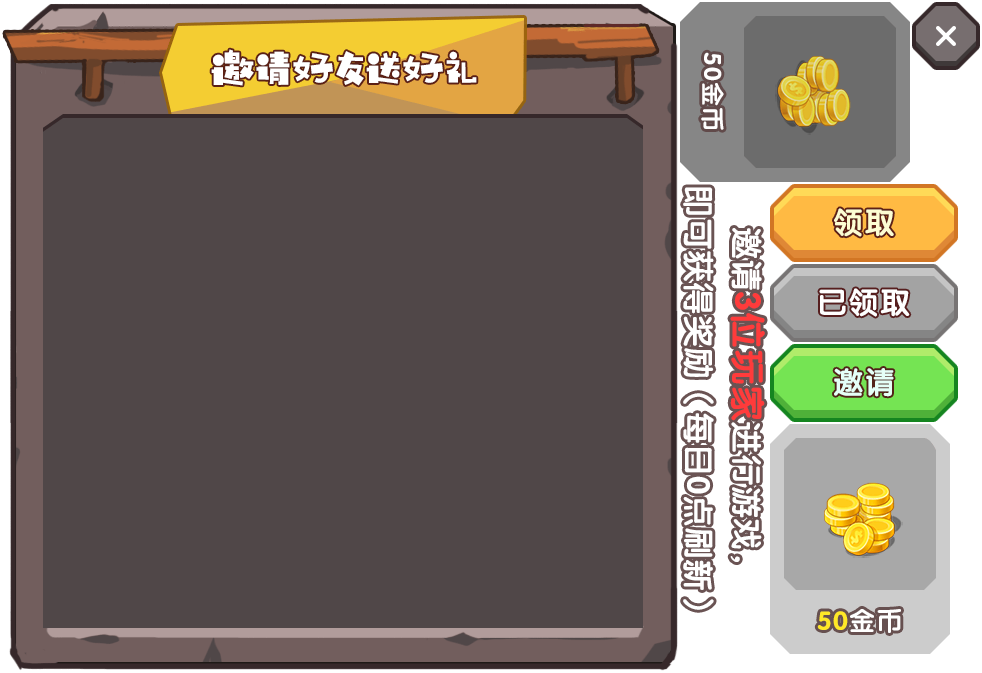 邀请好友送好礼
50金币
邀请3位玩家进行游戏，
即可获得奖励（每日0点刷新）
领取
已领取
邀请
50金币